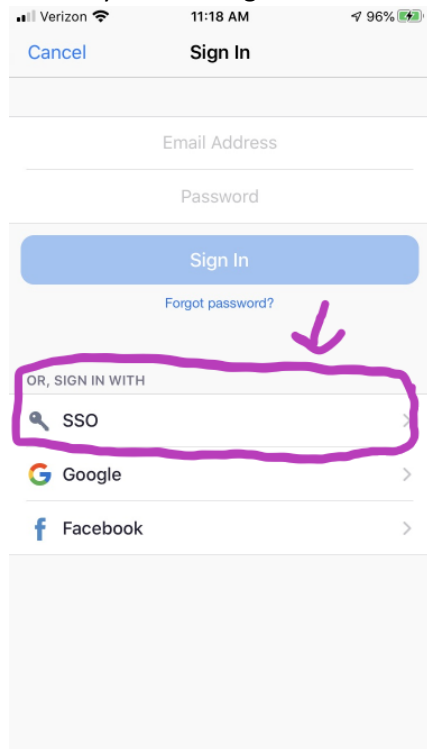 Verizon 11:18 AM 96%
Cancel Sign In
Email Address
Password
Sign In
Forgot password?
OR, SIGN IN WITH
SSO
Google
Facebook